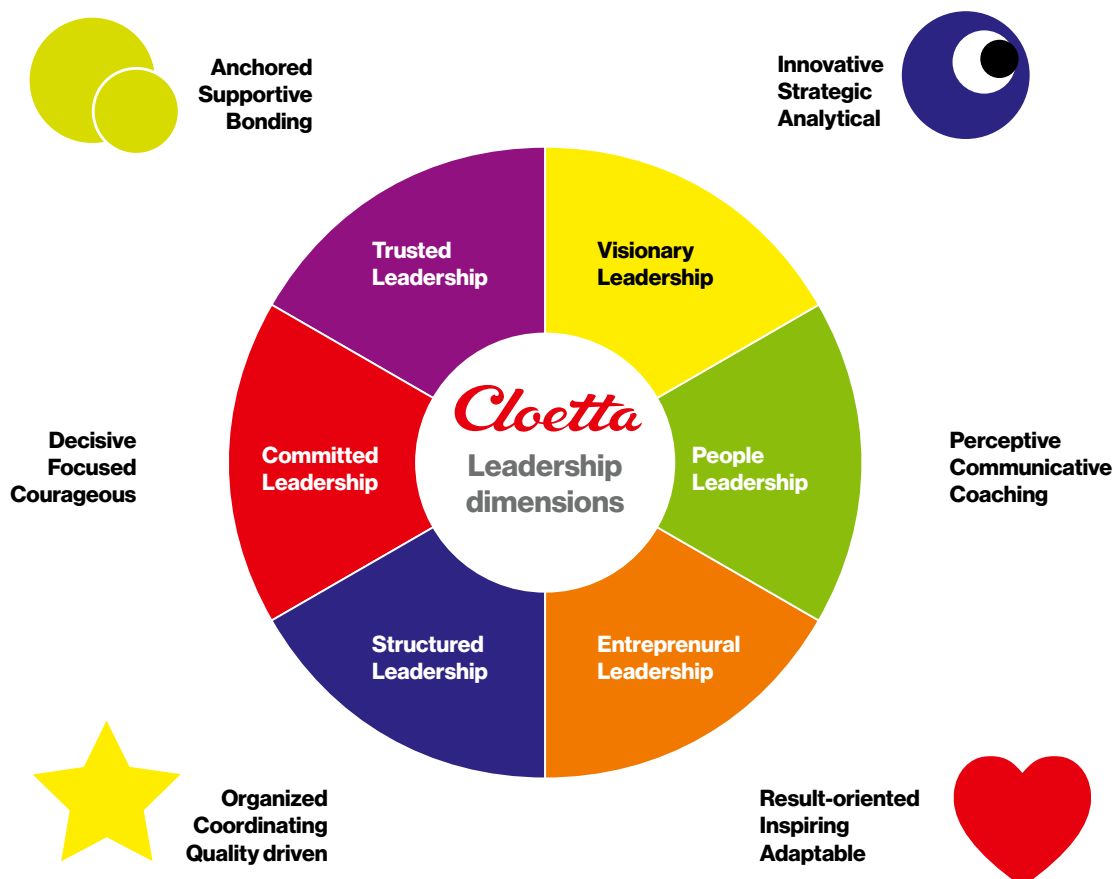 Anchored
Supportive
Bonding
Innovative
Strategic
Analytical
Trusted
Leadership
Visionary
Leadership
Decisive
Focused
Courageous
Committed
Leadership
Cloetta
Leadership
dimensions
People
Leadership
Perceptive
Communicative
Coaching
Structured
Leadership
Entreprenural
Leadership
Organized
Coordinating
Quality driven
Result-oriented
Inspiring
Adaptable